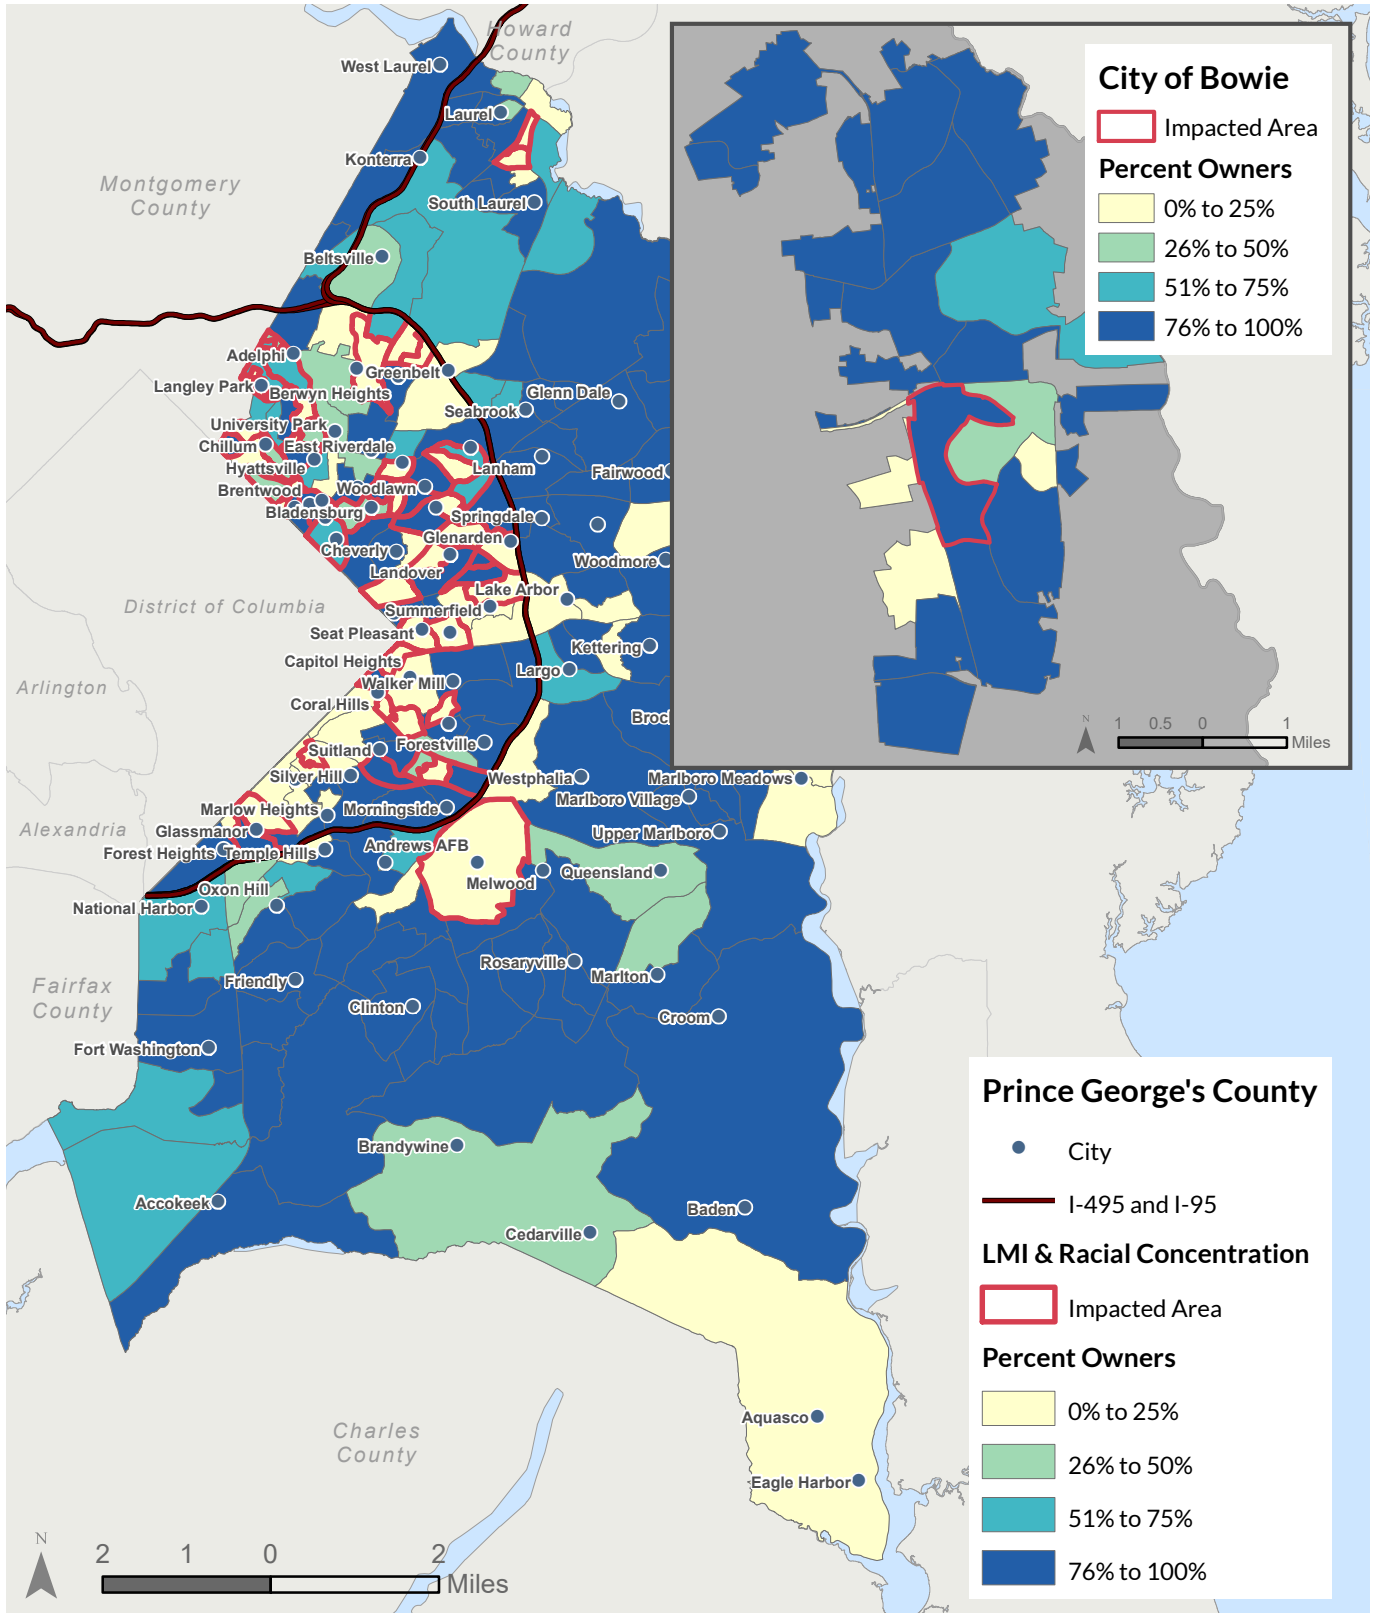 Howard
County
West Laurel
Laurel
Konterra
Montgomery
County
South Laurel
Beltsville
Adelphi
Langley Park
Greenbelt
Berwyn Heights
Glenn Dale
Seabrook
University Park
Chillum
East Riverdale
Hyattsville
Lanham
Fairwood
Brentwood
Woodlawn
Bladensburg
Springdale
Glenarden
Cheverly
Woodmore
Landover
Lake Arbor
District of Columbia
Summerfield
Seat Pleasant
Kettering
Capitol Heights
Largo
Walker Mill
Arlington
Coral Hills
Broc
Suitland
Forestville
Silver Hill
Westphalia
Marlboro Meadows
Marlboro Village
Marlow Heights
Morningside
Alexandria
Glassmanor
Upper Marlboro
Forest Heights
Temple Hills
Andrews AFB
Melwood
Queensland
Oxon Hill
National Harbor
Rosaryville
Marlton
Friendly
Fairfax
County
Clinton
Croom
Fort Washington
Brandywine
Accokeek
Baden
Cedarville
Aquasco
Charles
County
Eagle Harbor
N
2 1 0 2
Miles
City of Bowie
Impacted Area
Percent Owners
0% to 25%
26% to 50%
51% to 75%
76% to 100%
N
1 0.5 0 1
Miles
Prince George's County
City
I-495 and I-95
LMI & Racial Concentration
Impacted Area
Percent Owners
0% to 25%
26% to 50%
51% to 75%
76% to 100%